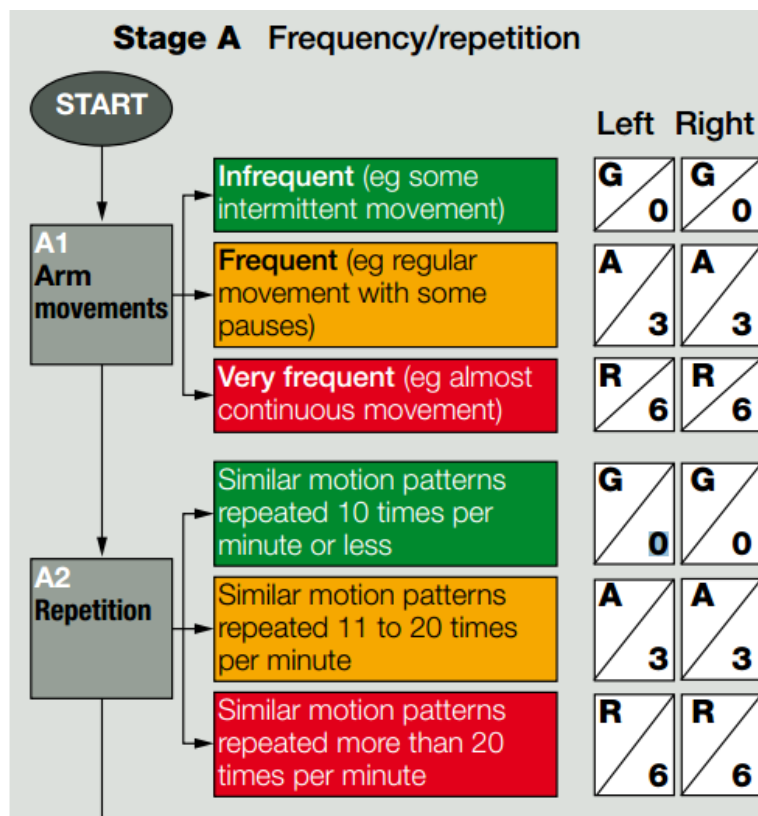 Stage A Frequency/repetition
START
Left Right
Infrequent (eg some
intermittent movement)
G G
0 0
A1
Arm
movements
Frequent (eg regular
movement with some
pauses)
A A
3 3
Very frequent (eg almost
continuous movement)
R R
6 6
Similar motion patterns
repeated 10 times per
minute or less
G G
0 0
A2
Repetition
Similar motion patterns
repeated 11 to 20 times
per minute
A A
3 3
Similar motion patterns
repeated more than 20
times per minute
R R
6 6